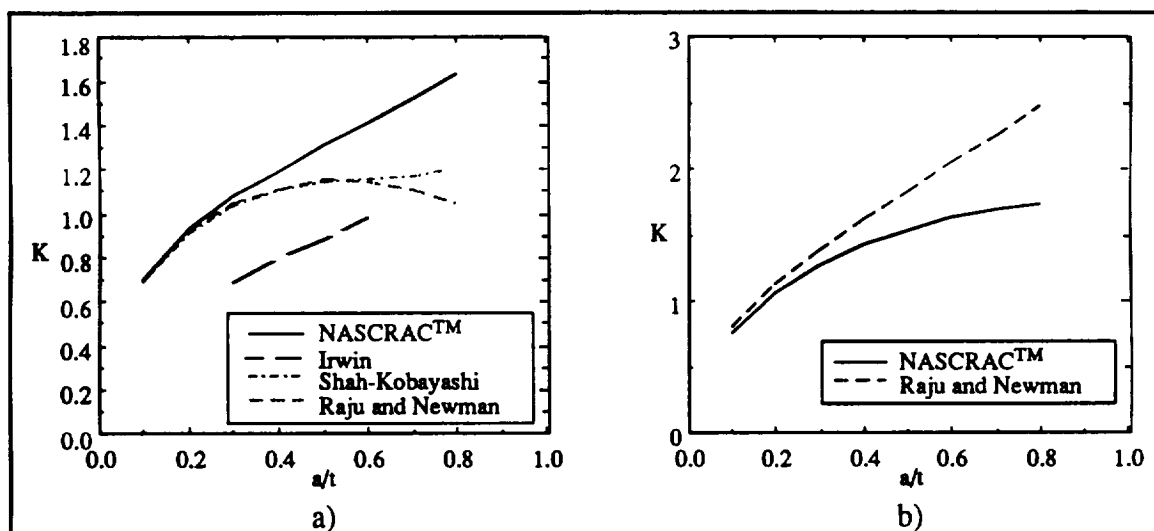 1.8
1.6
1.4
1.2
1.0
K
0.8
0.6
0.4
0.2
0.0
NASCRAC™
Irwin
Shah-Kobayashi
Raju and Newman
0.0 0.2 0.4 0.6 0.8 1.0
a/t
a)
3
2
K
1
0
NASCRAC™
Raju and Newman
0.0 0.2 0.4 0.6 0.8 1.0
a/t
b)